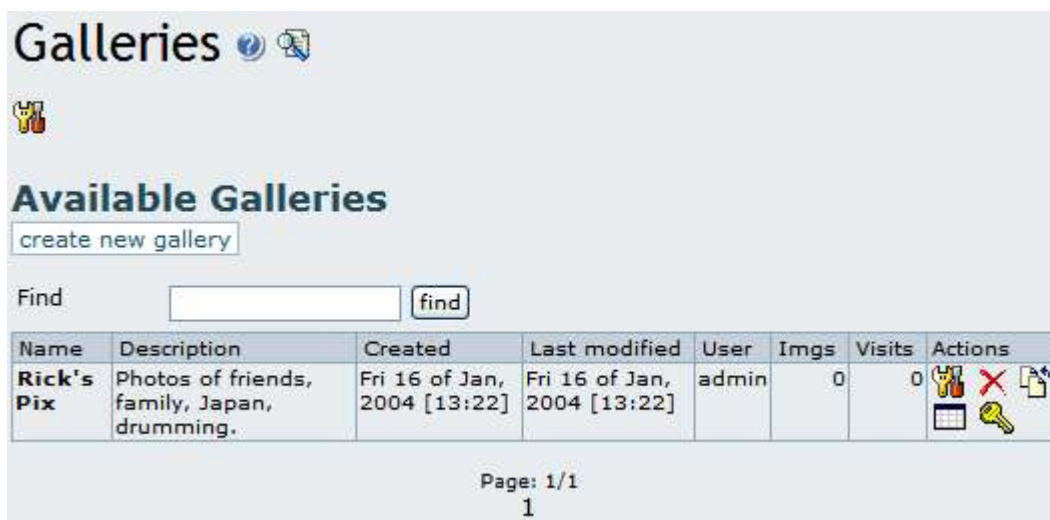 Galleries
Available Galleries
create new gallery
Find find
Name Description Created Last modified User Imgs Visits Actions
Rick's Photos of friends, Fri 16 of Jan, Fri 16 of Jan, admin 0 0
Pix family, Japan, 2004 [13:22] 2004 [13:22]
drumming.
Page: 1/1
1